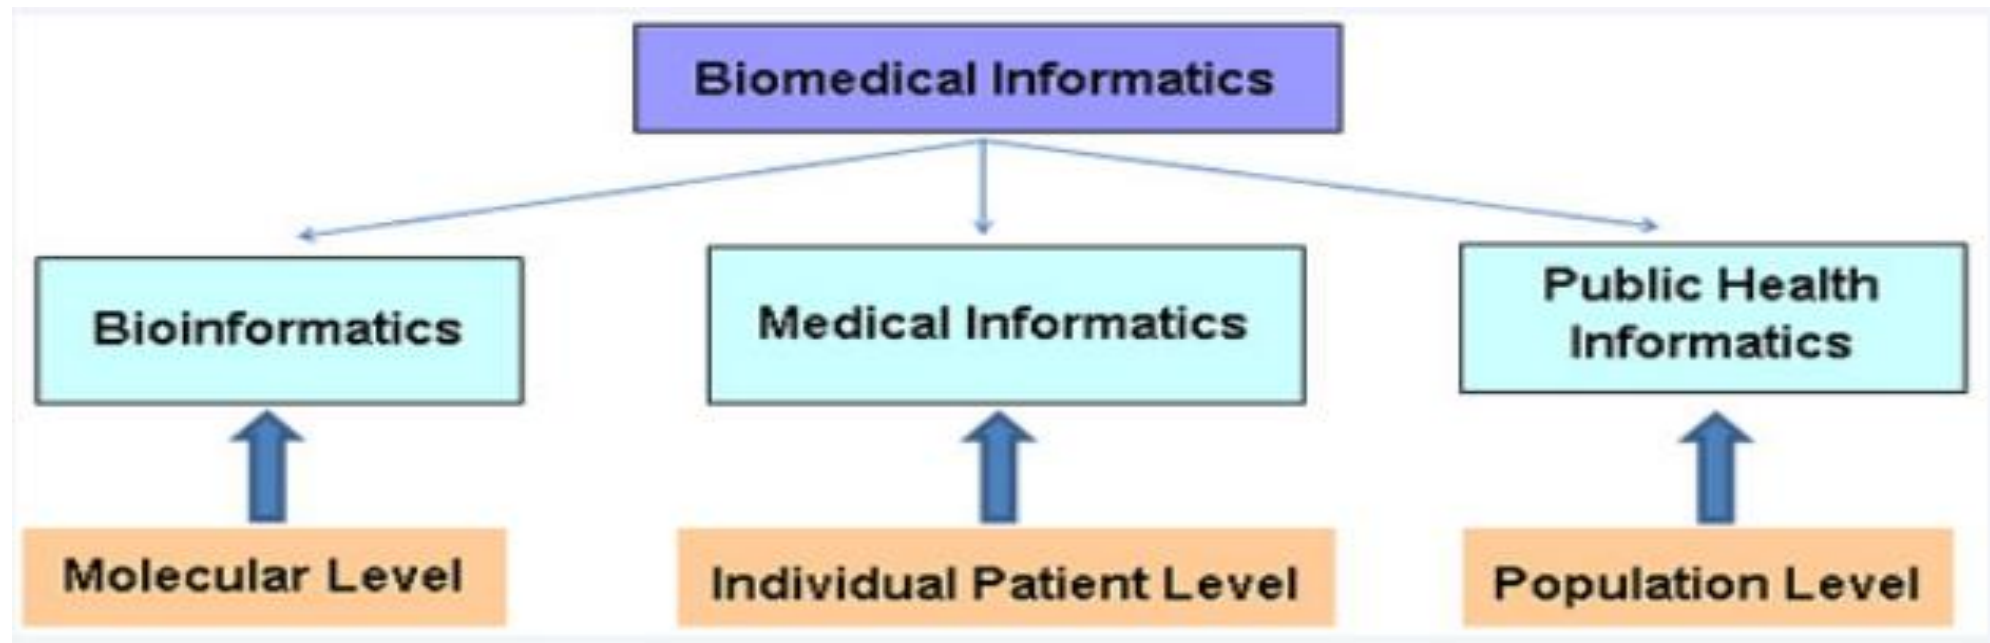 Biomedical Informatics
Bioinformatics
Medical Informatics
Public Health
Informatics
Molecular Level
Individual Patient Level
Population Level